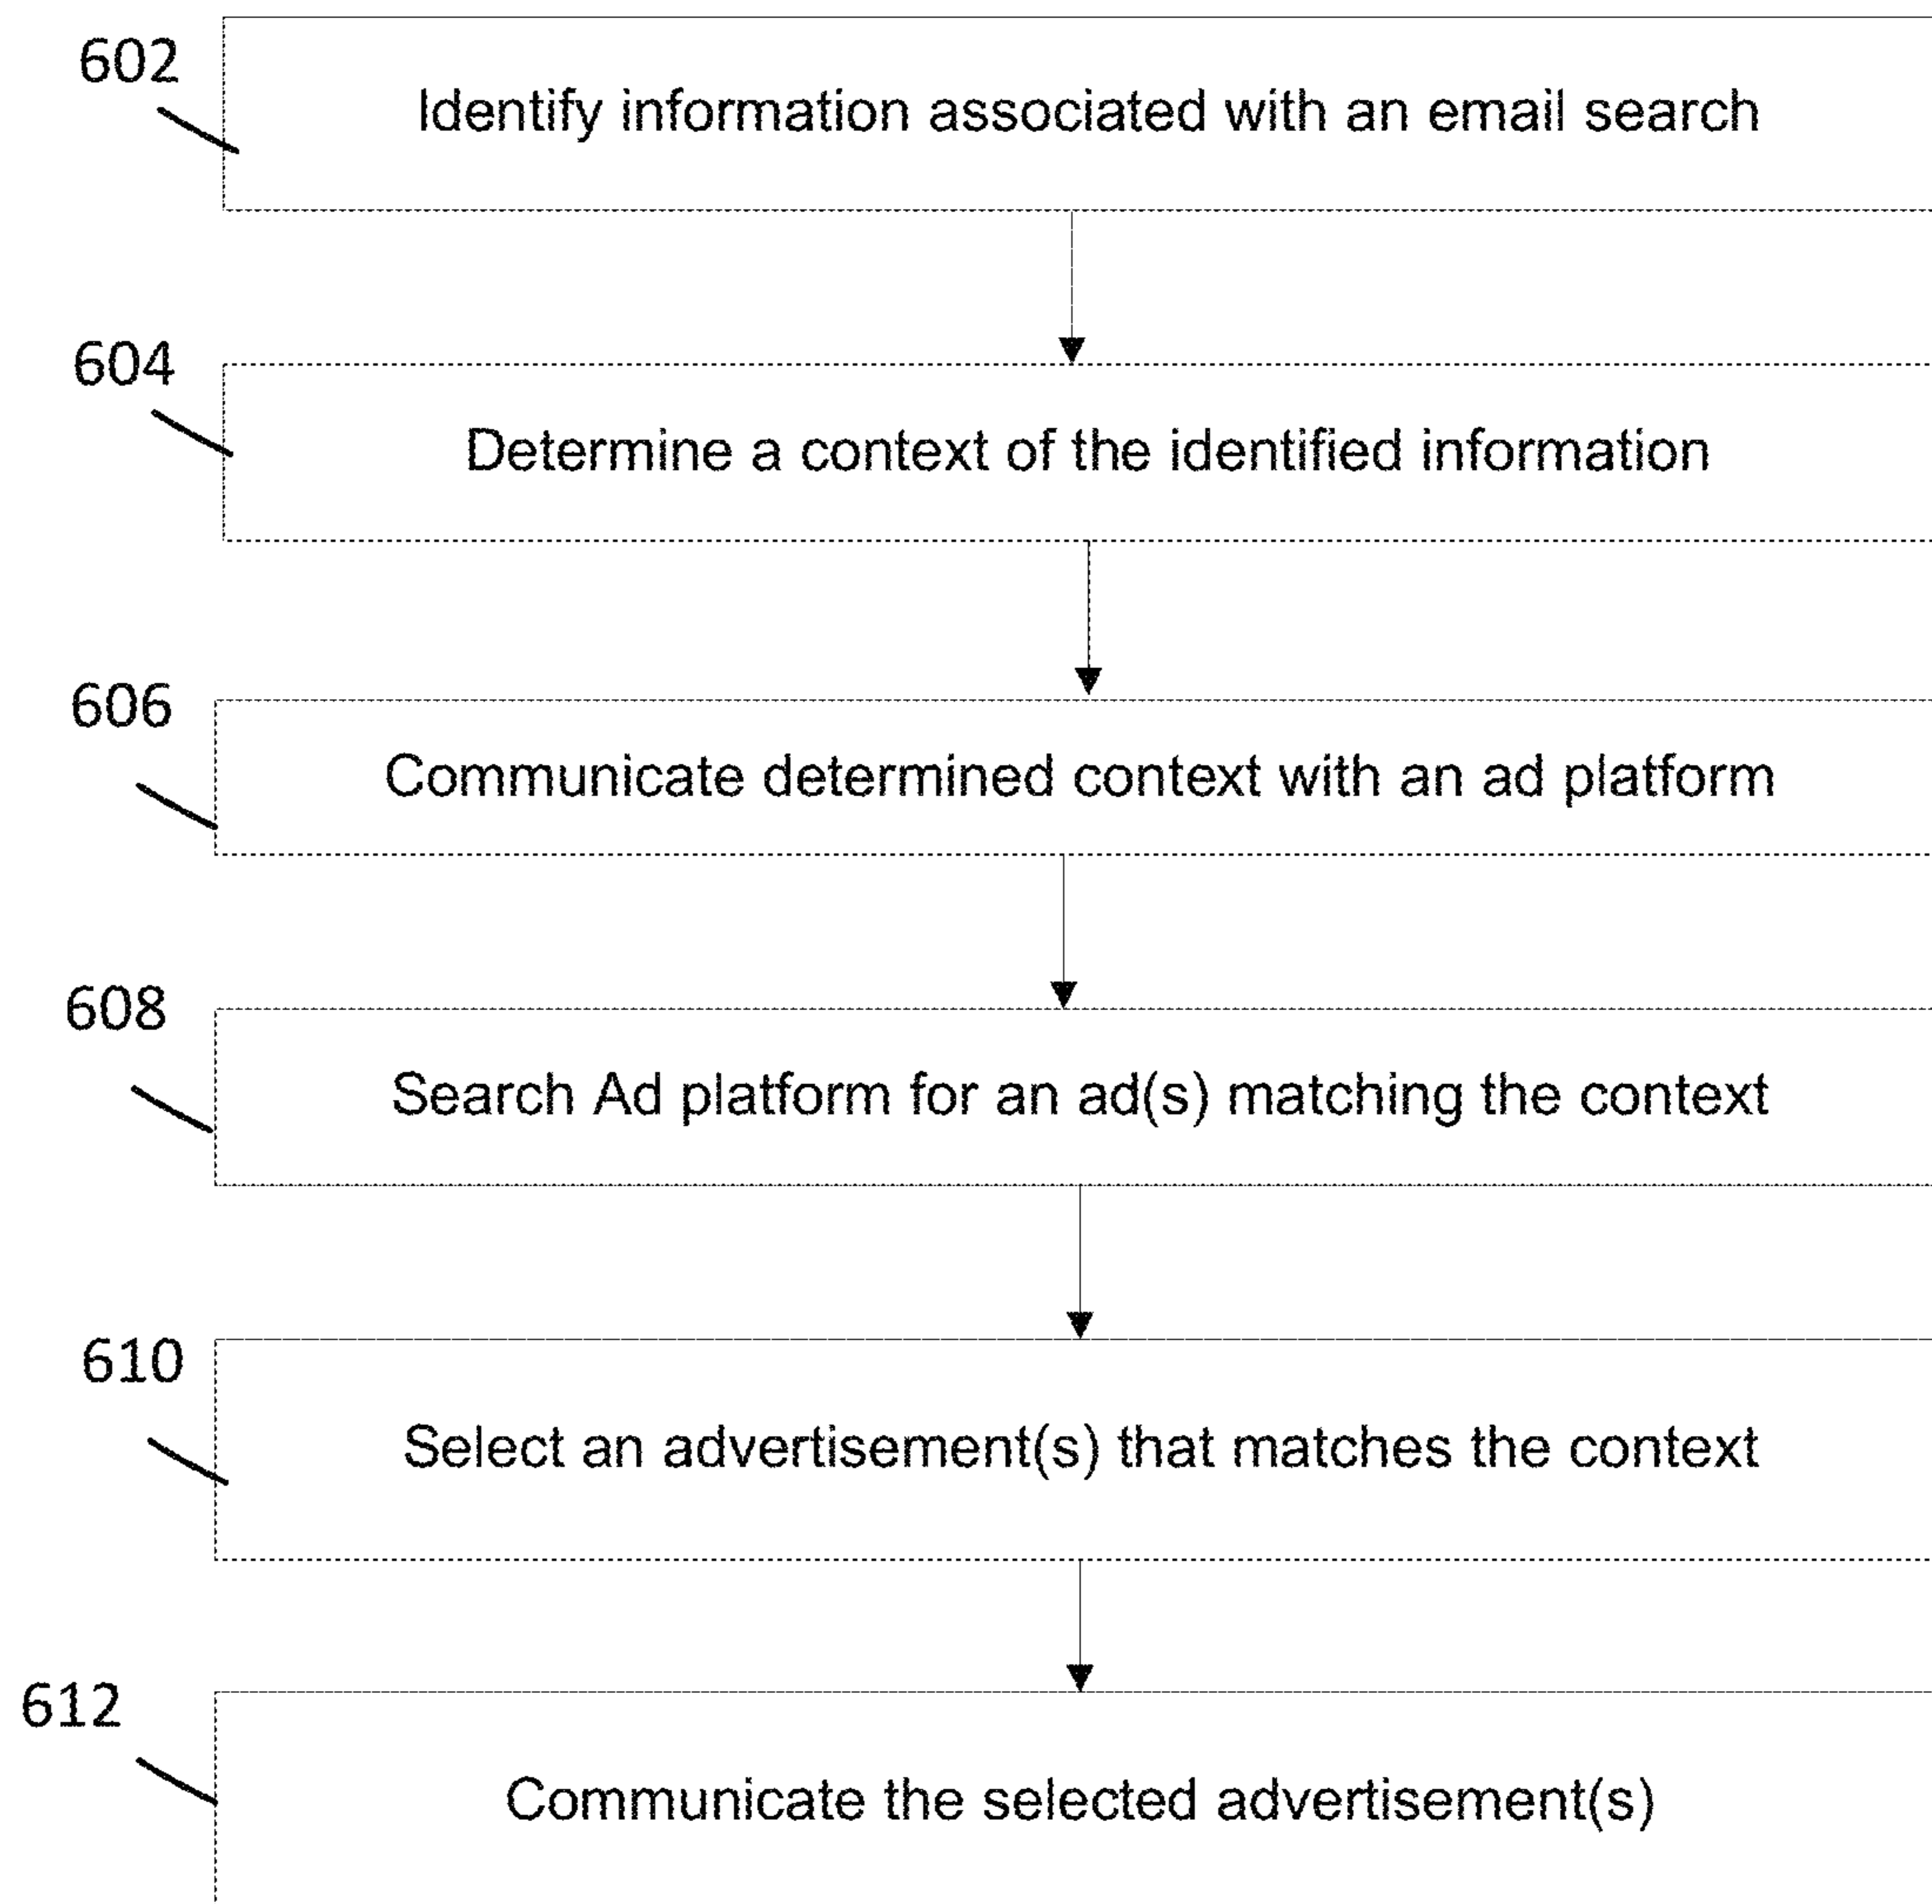 602
Identify information associated with an email search
604
Determine a context of the identified information
606
Communicate determined context with an ad platform
608
Search Ad platform for an ad(s) matching the context
610
Select an advertisement(s) that matches the context
612
Communicate the selected advertisement(s)